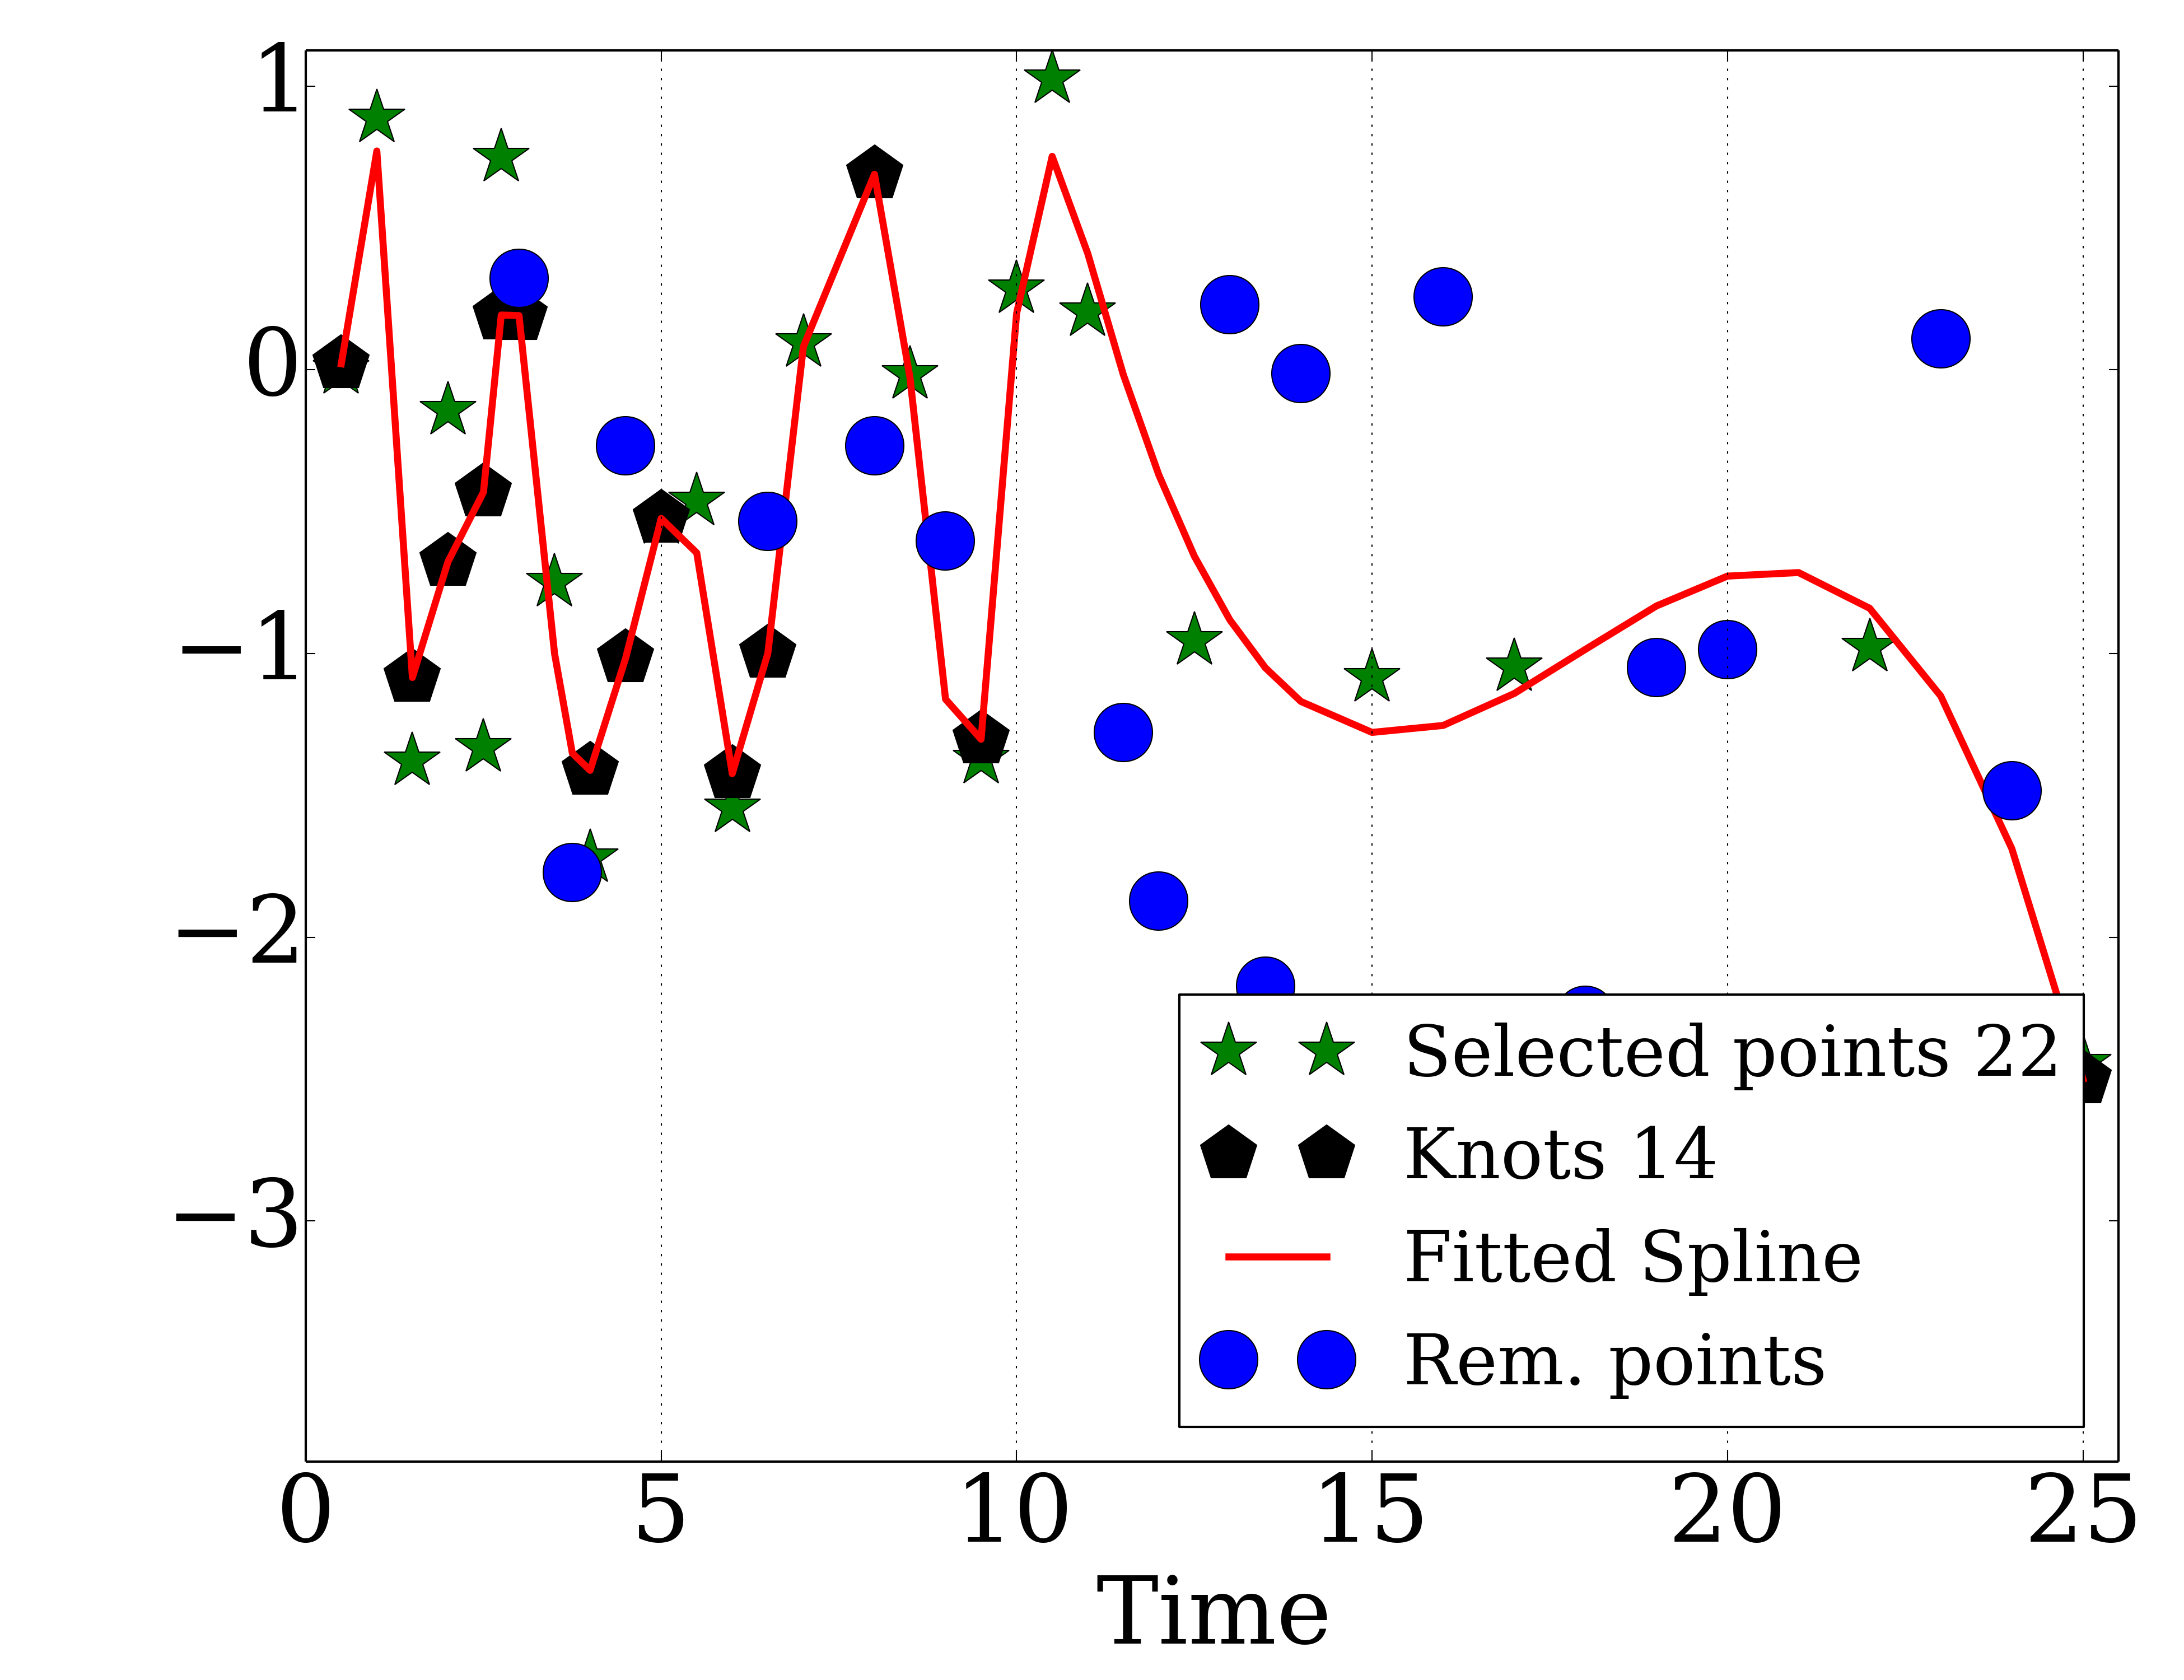 1
0
−1
−2
−3
Selected points 22
Knots 14
Fitted Spline
Rem. points
0 5 10 15 20 25
Time